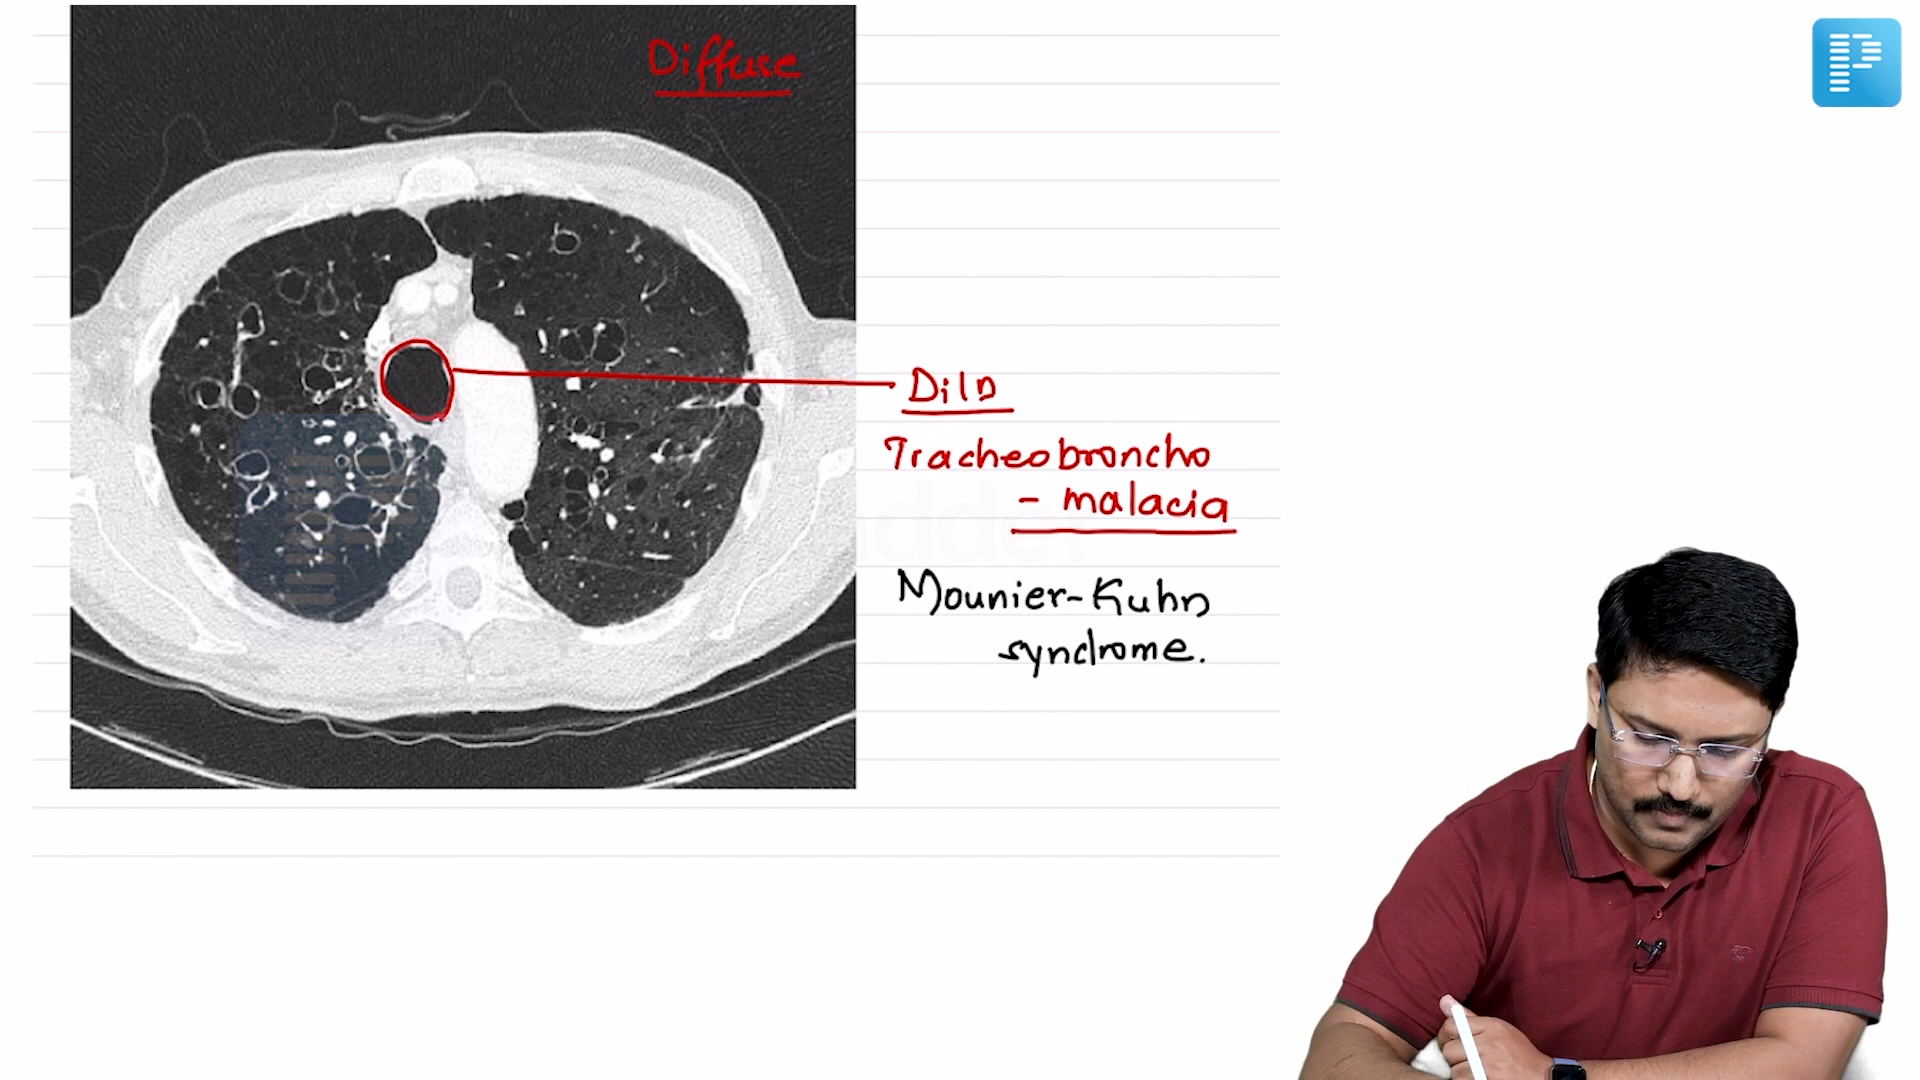 Diffuse
Diln
Tracheobroncho
- malacia
Mounier-Kuhn
syndrome.